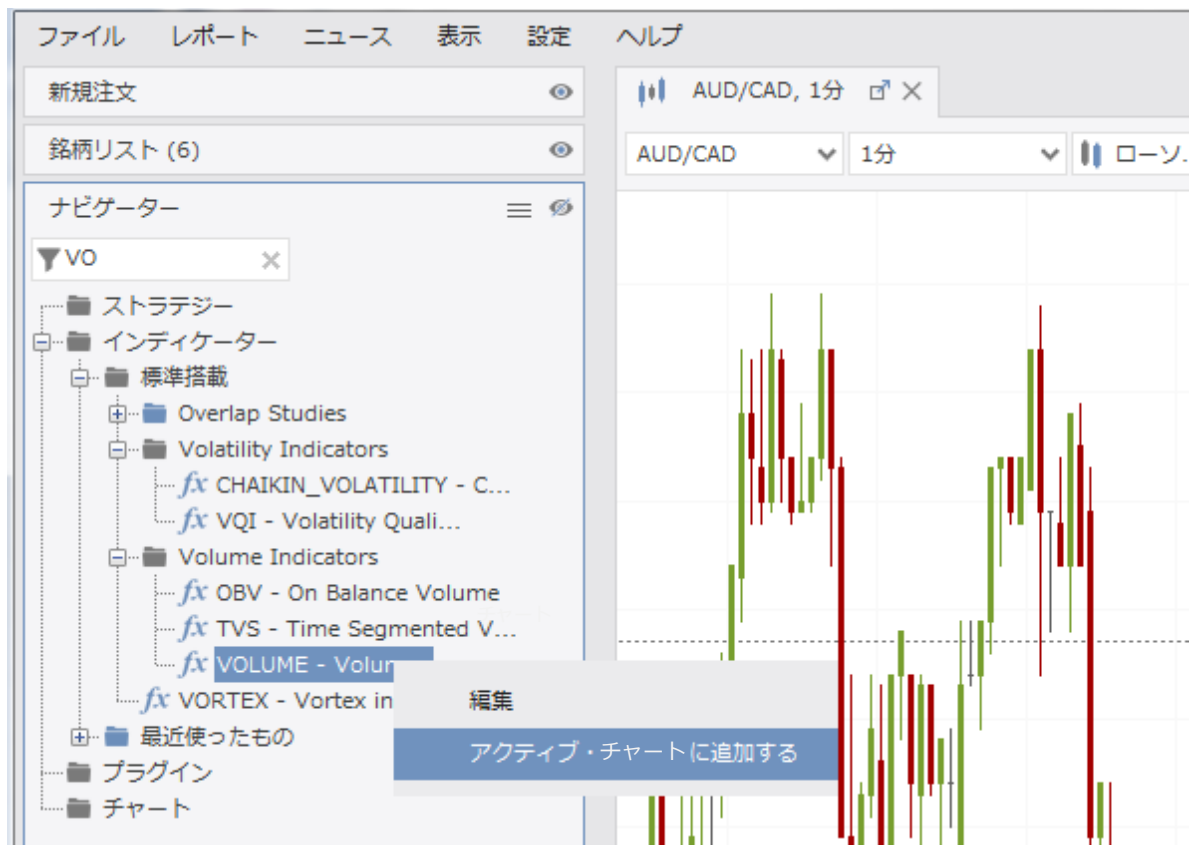 ファイル レポート ニュース 表示 設定 ヘルプ
新規注文
銘柄リスト (6)
ナビゲーター
VO
ストラテジー
インディケーター
標準搭載
Overlap Studies
Volatility Indicators
fx CHAIKIN_VOLATILITY - C...
fx VQI - Volatility Quali...
Volume Indicators
fx OBV - On Balance Volume
fx TVS - Time Segmented V...
fx VOLUME - Volu
fx VORTEX - Vortex in
最近使ったもの
プラグイン
チャート
編集
アクティブ・チャートに追加する
AUD/CAD, 1分
AUD/CAD 1分 ローソ...